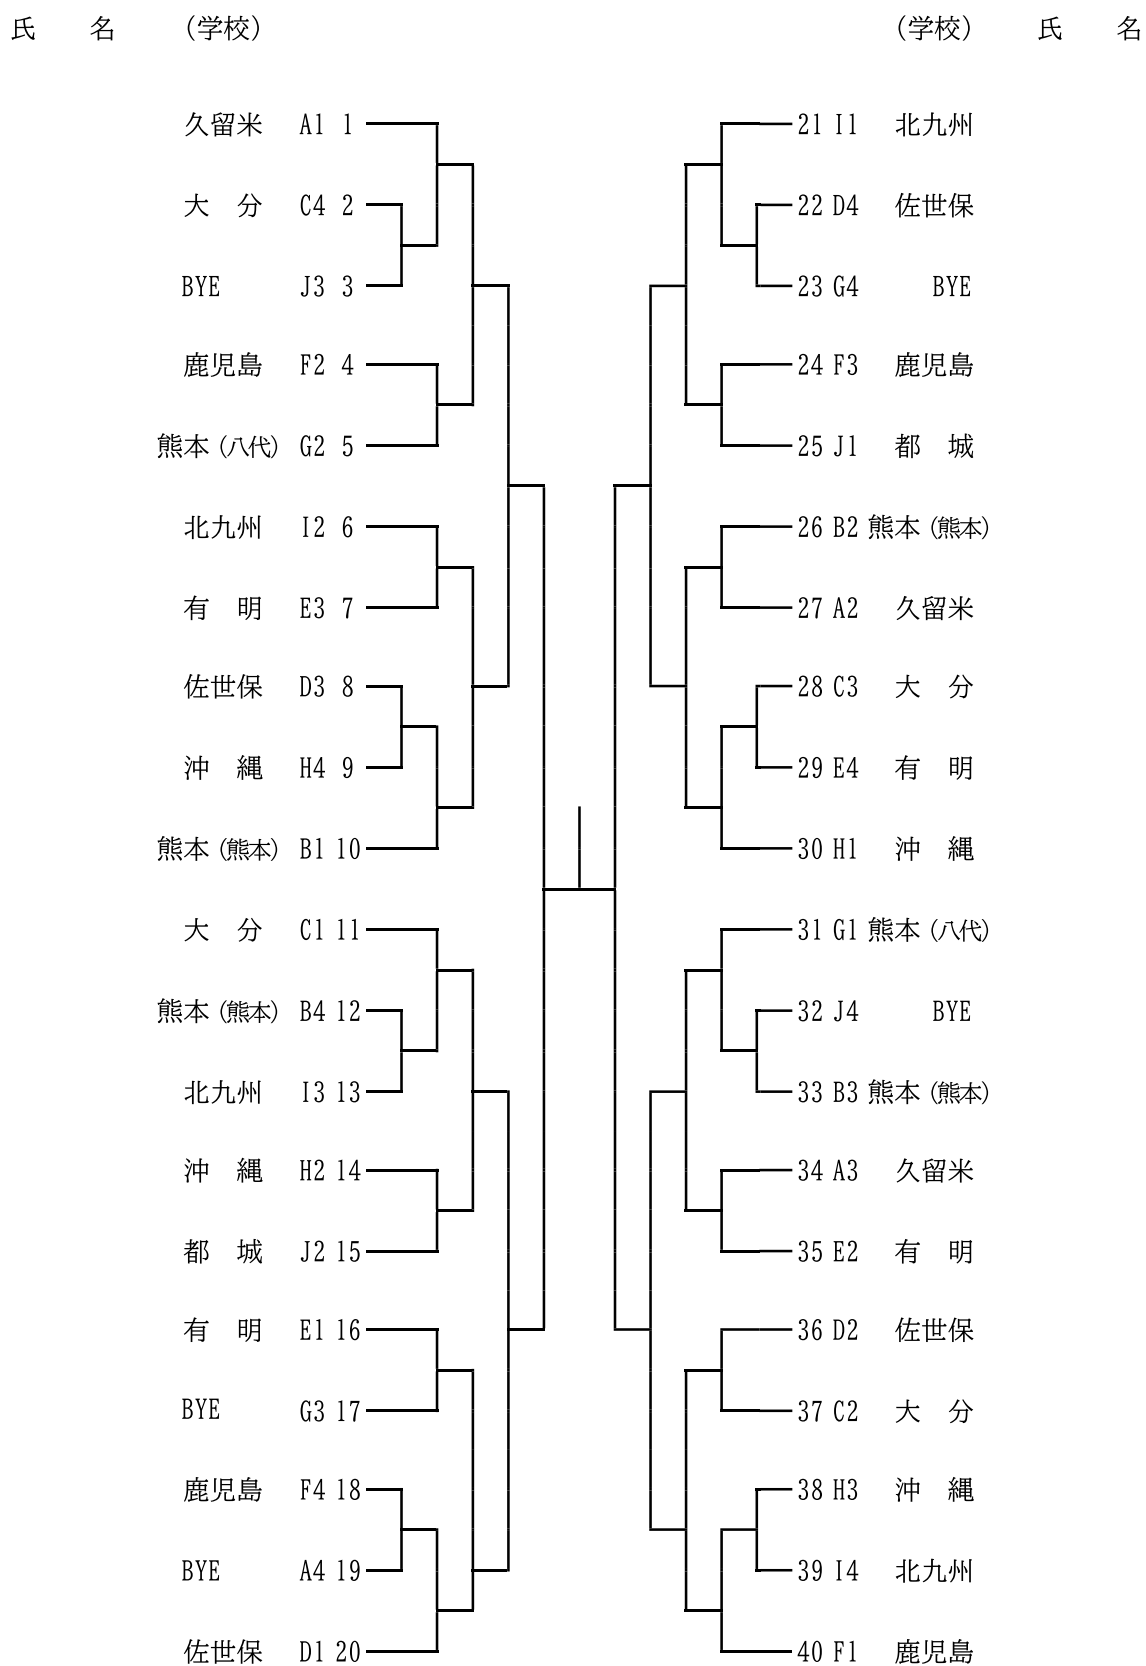 氏　名　（学校）　（学校）　氏　名
久留米 A1 1　21 I1 北九州
大　分 C4 2　22 D4 佐世保
BYE J3 3　23 G4 BYE
鹿児島 F2 4　24 F3 鹿児島
熊本（八代） G2 5　25 J1 都　城
北九州 I2 6　26 B2 熊本（熊本）
有　明 E3 7　27 A2 久留米
佐世保 D3 8　28 C3 大　分
沖　縄 H4 9　29 E4 有　明
熊本（熊本） B1 10　30 H1 沖　縄
大　分 C1 11　31 G1 熊本（八代）
熊本（熊本） B4 12　32 J4 BYE
北九州 I3 13　33 B3 熊本（熊本）
沖　縄 H2 14　34 A3 久留米
都　城 J2 15　35 E2 有　明
有　明 E1 16　36 D2 佐世保
BYE G3 17　37 C2 大　分
鹿児島 F4 18　38 H3 沖　縄
BYE A4 19　39 I4 北九州
佐世保 D1 20　40 F1 鹿児島